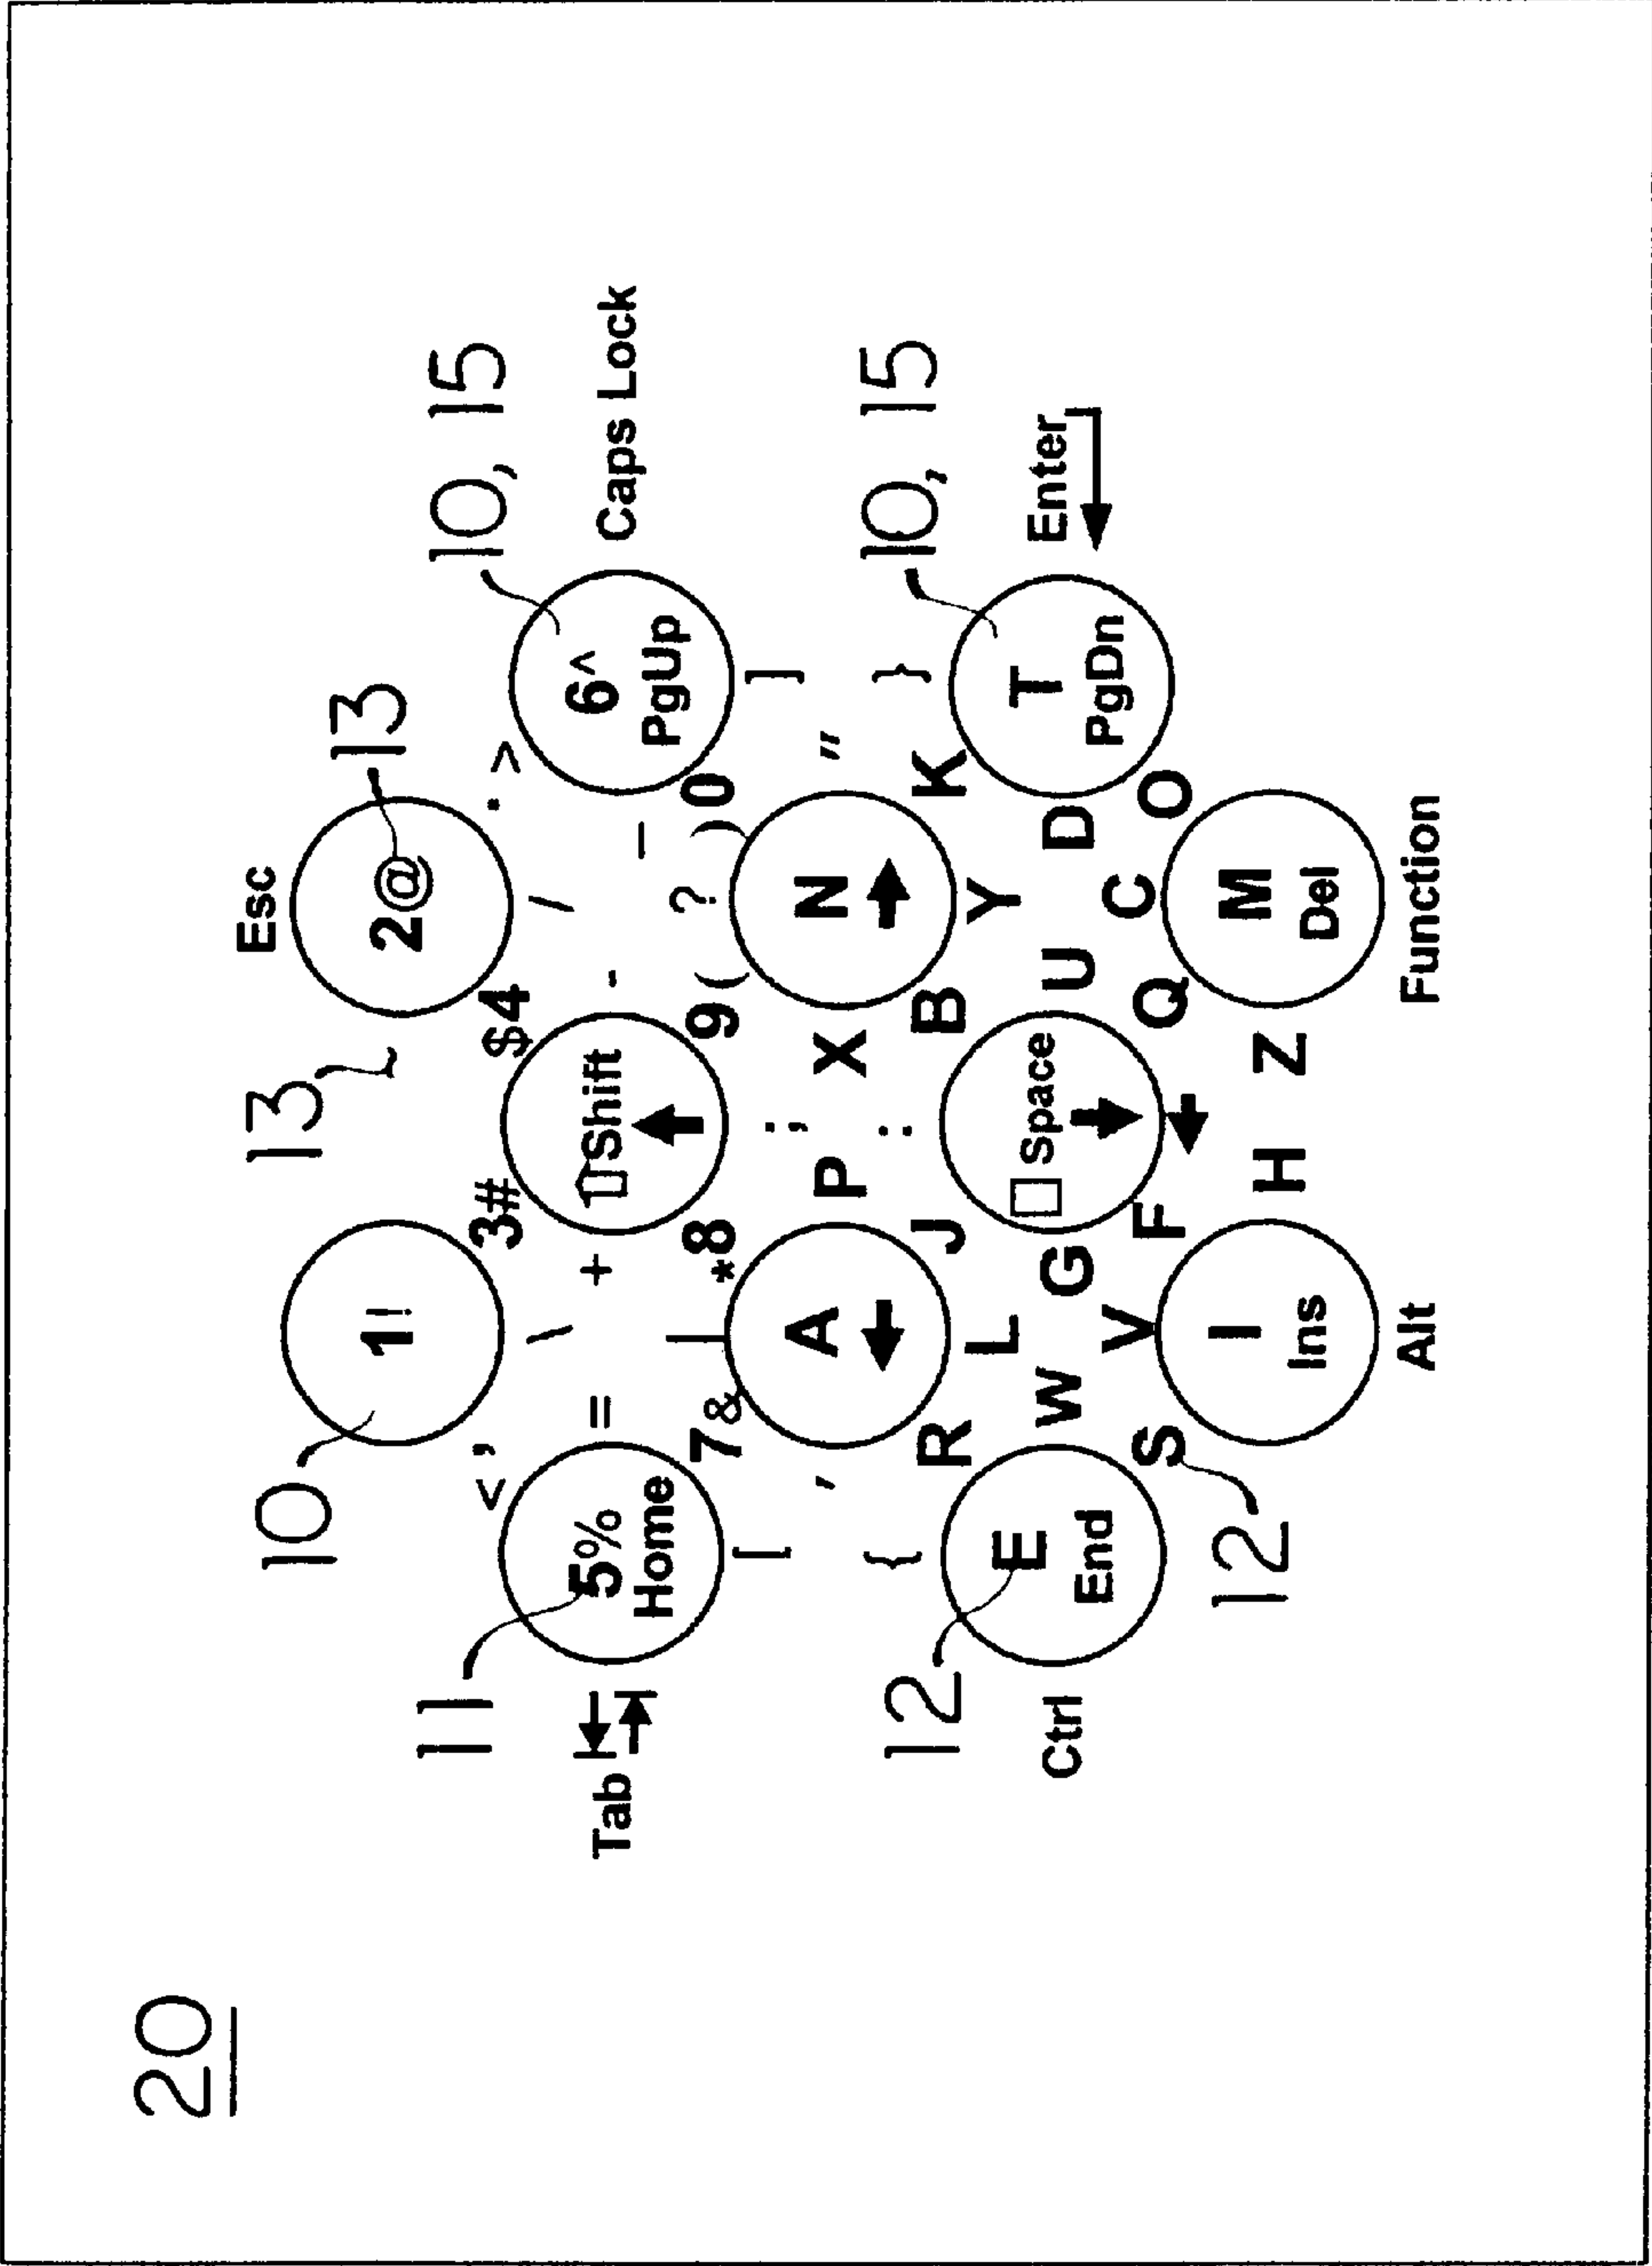 20
10 13 Esc
13
1! 2@
11 <, 3# $4 .> 10, 15
\ /
Tab 5% = + Shift - _ 6^ Caps Lock
Home PgUp
7& | *8 9( ? )0
[ ; ]
' A P X N "
{ : } 10, 15
12 R J B K
E L Y
Ctrl W G Space U D T Enter
End V C PgDn
S F Q O
12
I H Z M
Ins Del
Alt Function